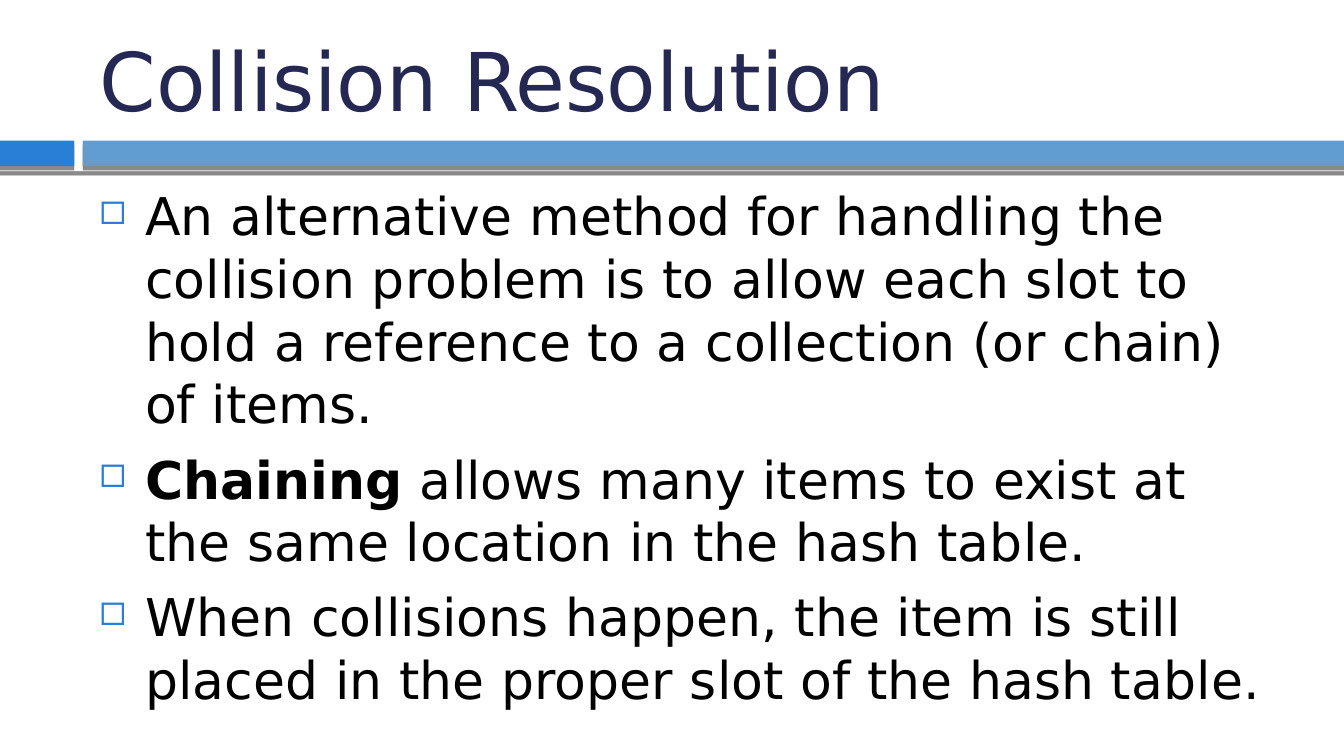 Collision Resolution
An alternative method for handling the
collision problem is to allow each slot to
hold a reference to a collection (or chain)
of items.
Chaining allows many items to exist at
the same location in the hash table.
When collisions happen, the item is still
placed in the proper slot of the hash table.